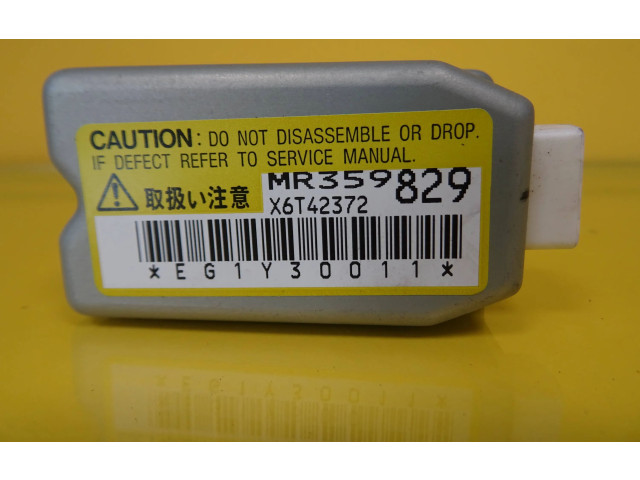 CAUTION: DO NOT DISASSEMBLE OR DROP.
IF DEFECT REFER TO SERVICE MANUAL.
取扱い注意 MR359829
X6T42372
*EG1Y30011*